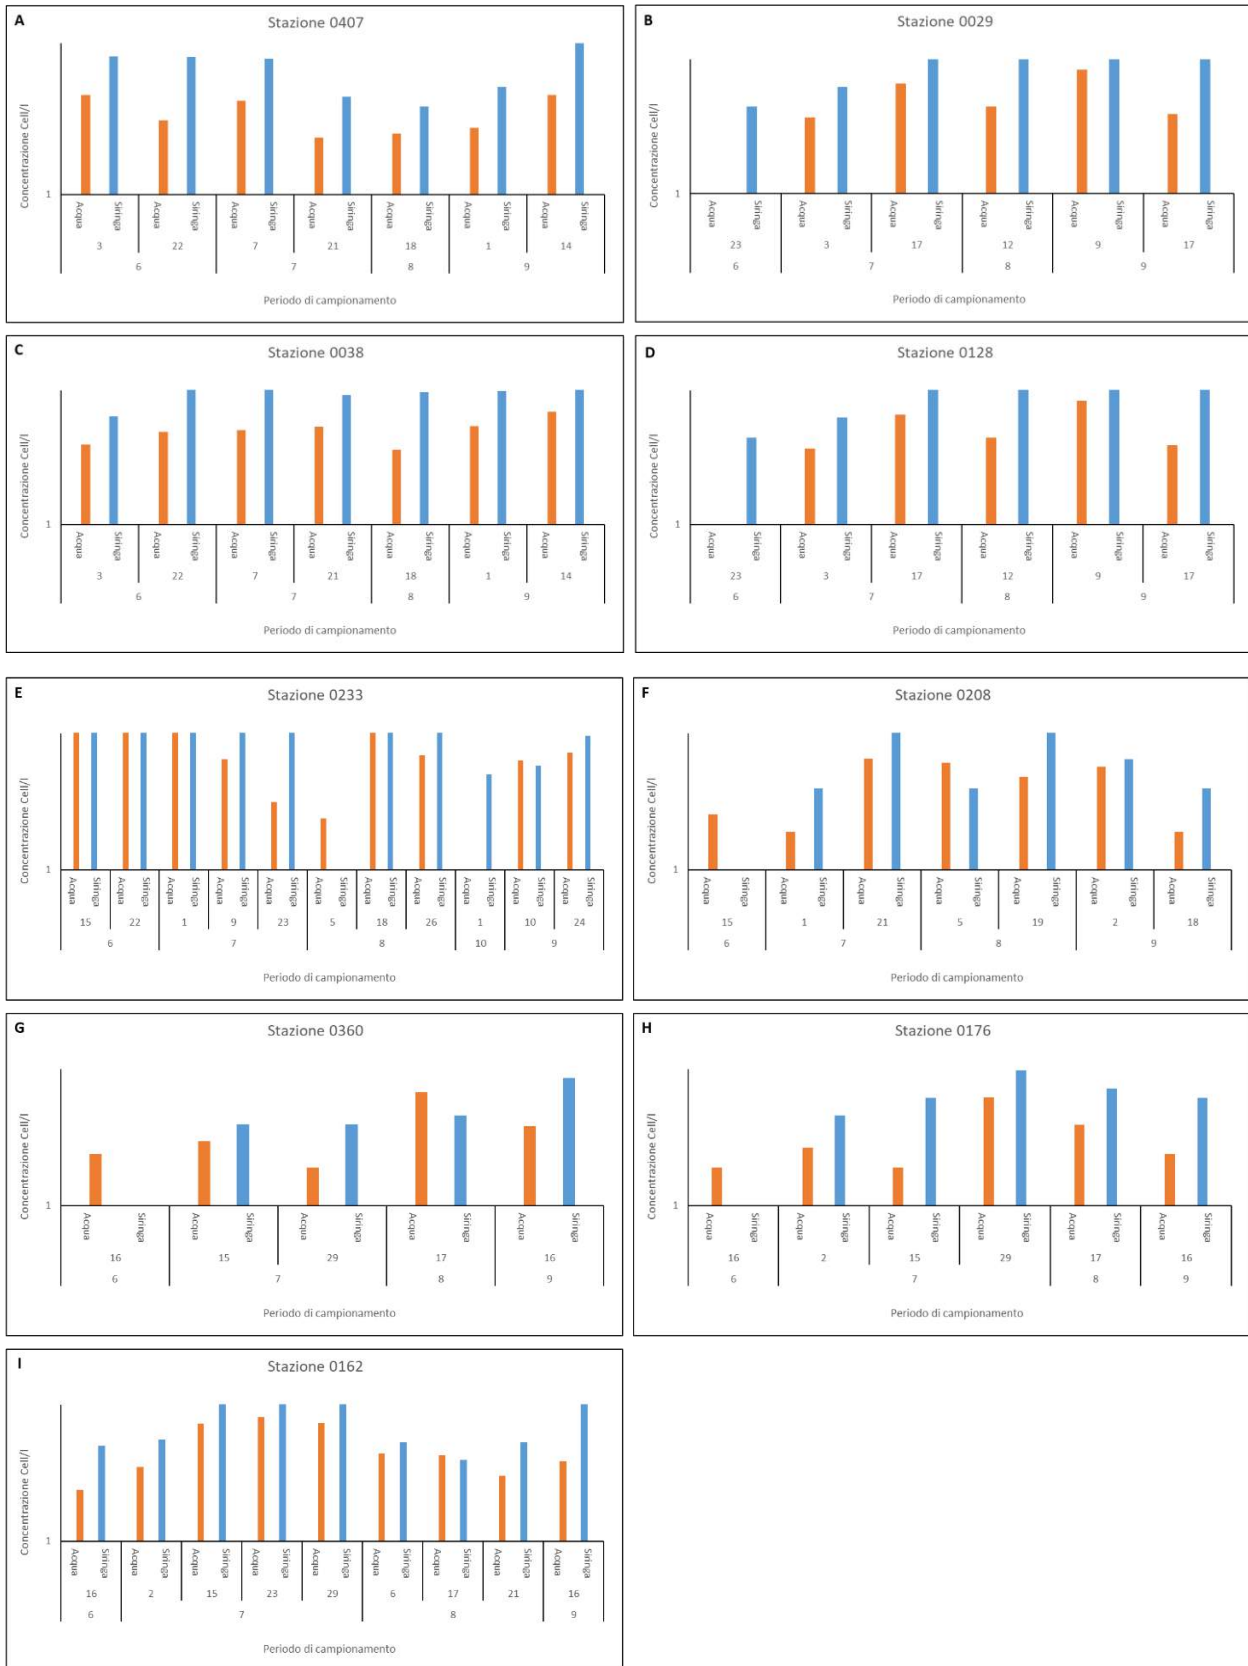 A
Stazione 0407
Concentrazione Cell/l
1
Acqua Siringa Acqua Siringa Acqua Siringa Acqua Siringa Acqua Siringa Acqua Siringa Acqua Siringa
3 22 7 21 18 1 14
6 7 8 9
Periodo di campionamento
B
Stazione 0029
Concentrazione Cell/l
1
Acqua Siringa Acqua Siringa Acqua Siringa Acqua Siringa Acqua Siringa Acqua Siringa
23 3 17 12 9 17
6 7 8 9
Periodo di campionamento
C
Stazione 0038
Concentrazione Cell/l
1
Acqua Siringa Acqua Siringa Acqua Siringa Acqua Siringa Acqua Siringa Acqua Siringa Acqua Siringa
3 22 7 21 18 1 14
6 7 8 9
Periodo di campionamento
D
Stazione 0128
Concentrazione Cell/l
1
Acqua Siringa Acqua Siringa Acqua Siringa Acqua Siringa Acqua Siringa Acqua Siringa
23 3 17 12 9 17
6 7 8 9
Periodo di campionamento
E
Stazione 0233
Concentrazione Cell/l
1
Acqua Siringa Acqua Siringa Acqua Siringa Acqua Siringa Acqua Siringa Acqua Siringa Acqua Siringa Acqua Siringa Acqua Siringa Acqua Siringa Acqua Siringa
15 22 1 9 23 5 18 26 1 10 24
6 7 8 10 9
Periodo di campionamento
F
Stazione 0208
Concentrazione Cell/l
1
Acqua Siringa Acqua Siringa Acqua Siringa Acqua Siringa Acqua Siringa Acqua Siringa Acqua Siringa
15 1 21 5 19 2 18
6 7 8 9
Periodo di campionamento
G
Stazione 0360
Concentrazione Cell/l
1
Acqua Siringa Acqua Siringa Acqua Siringa Acqua Siringa Acqua Siringa
16 15 29 17 16
6 7 8 9
Periodo di campionamento
H
Stazione 0176
Concentrazione Cell/l
1
Acqua Siringa Acqua Siringa Acqua Siringa Acqua Siringa Acqua Siringa Acqua Siringa
16 2 15 29 17 16
6 7 8 9
Periodo di campionamento
I
Stazione 0162
Concentrazione Cell/l
1
Acqua Siringa Acqua Siringa Acqua Siringa Acqua Siringa Acqua Siringa Acqua Siringa Acqua Siringa Acqua Siringa Acqua Siringa
16 2 15 23 29 6 17 21 16
6 7 8 9
Periodo di campionamento